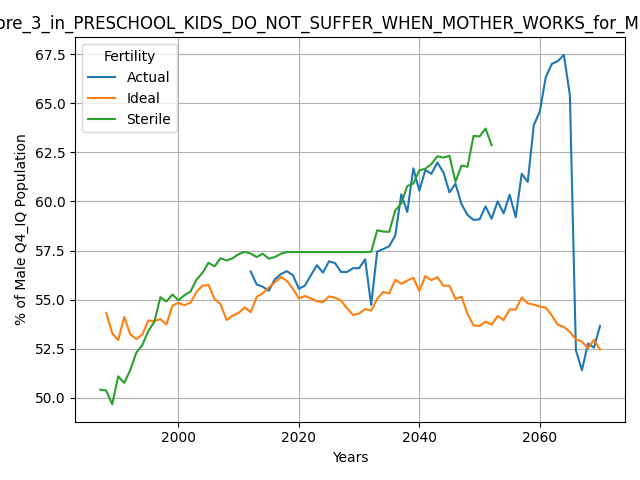 ore_3_in_PRESCHOOL_KIDS_DO_NOT_SUFFER_WHEN_MOTHER_WORKS_for_M
Fertility
Actual
Ideal
Sterile
% of Male Q4_IQ Population
67.5
65.0
62.5
60.0
57.5
55.0
52.5
50.0
2000
2020
2040
2060
Years